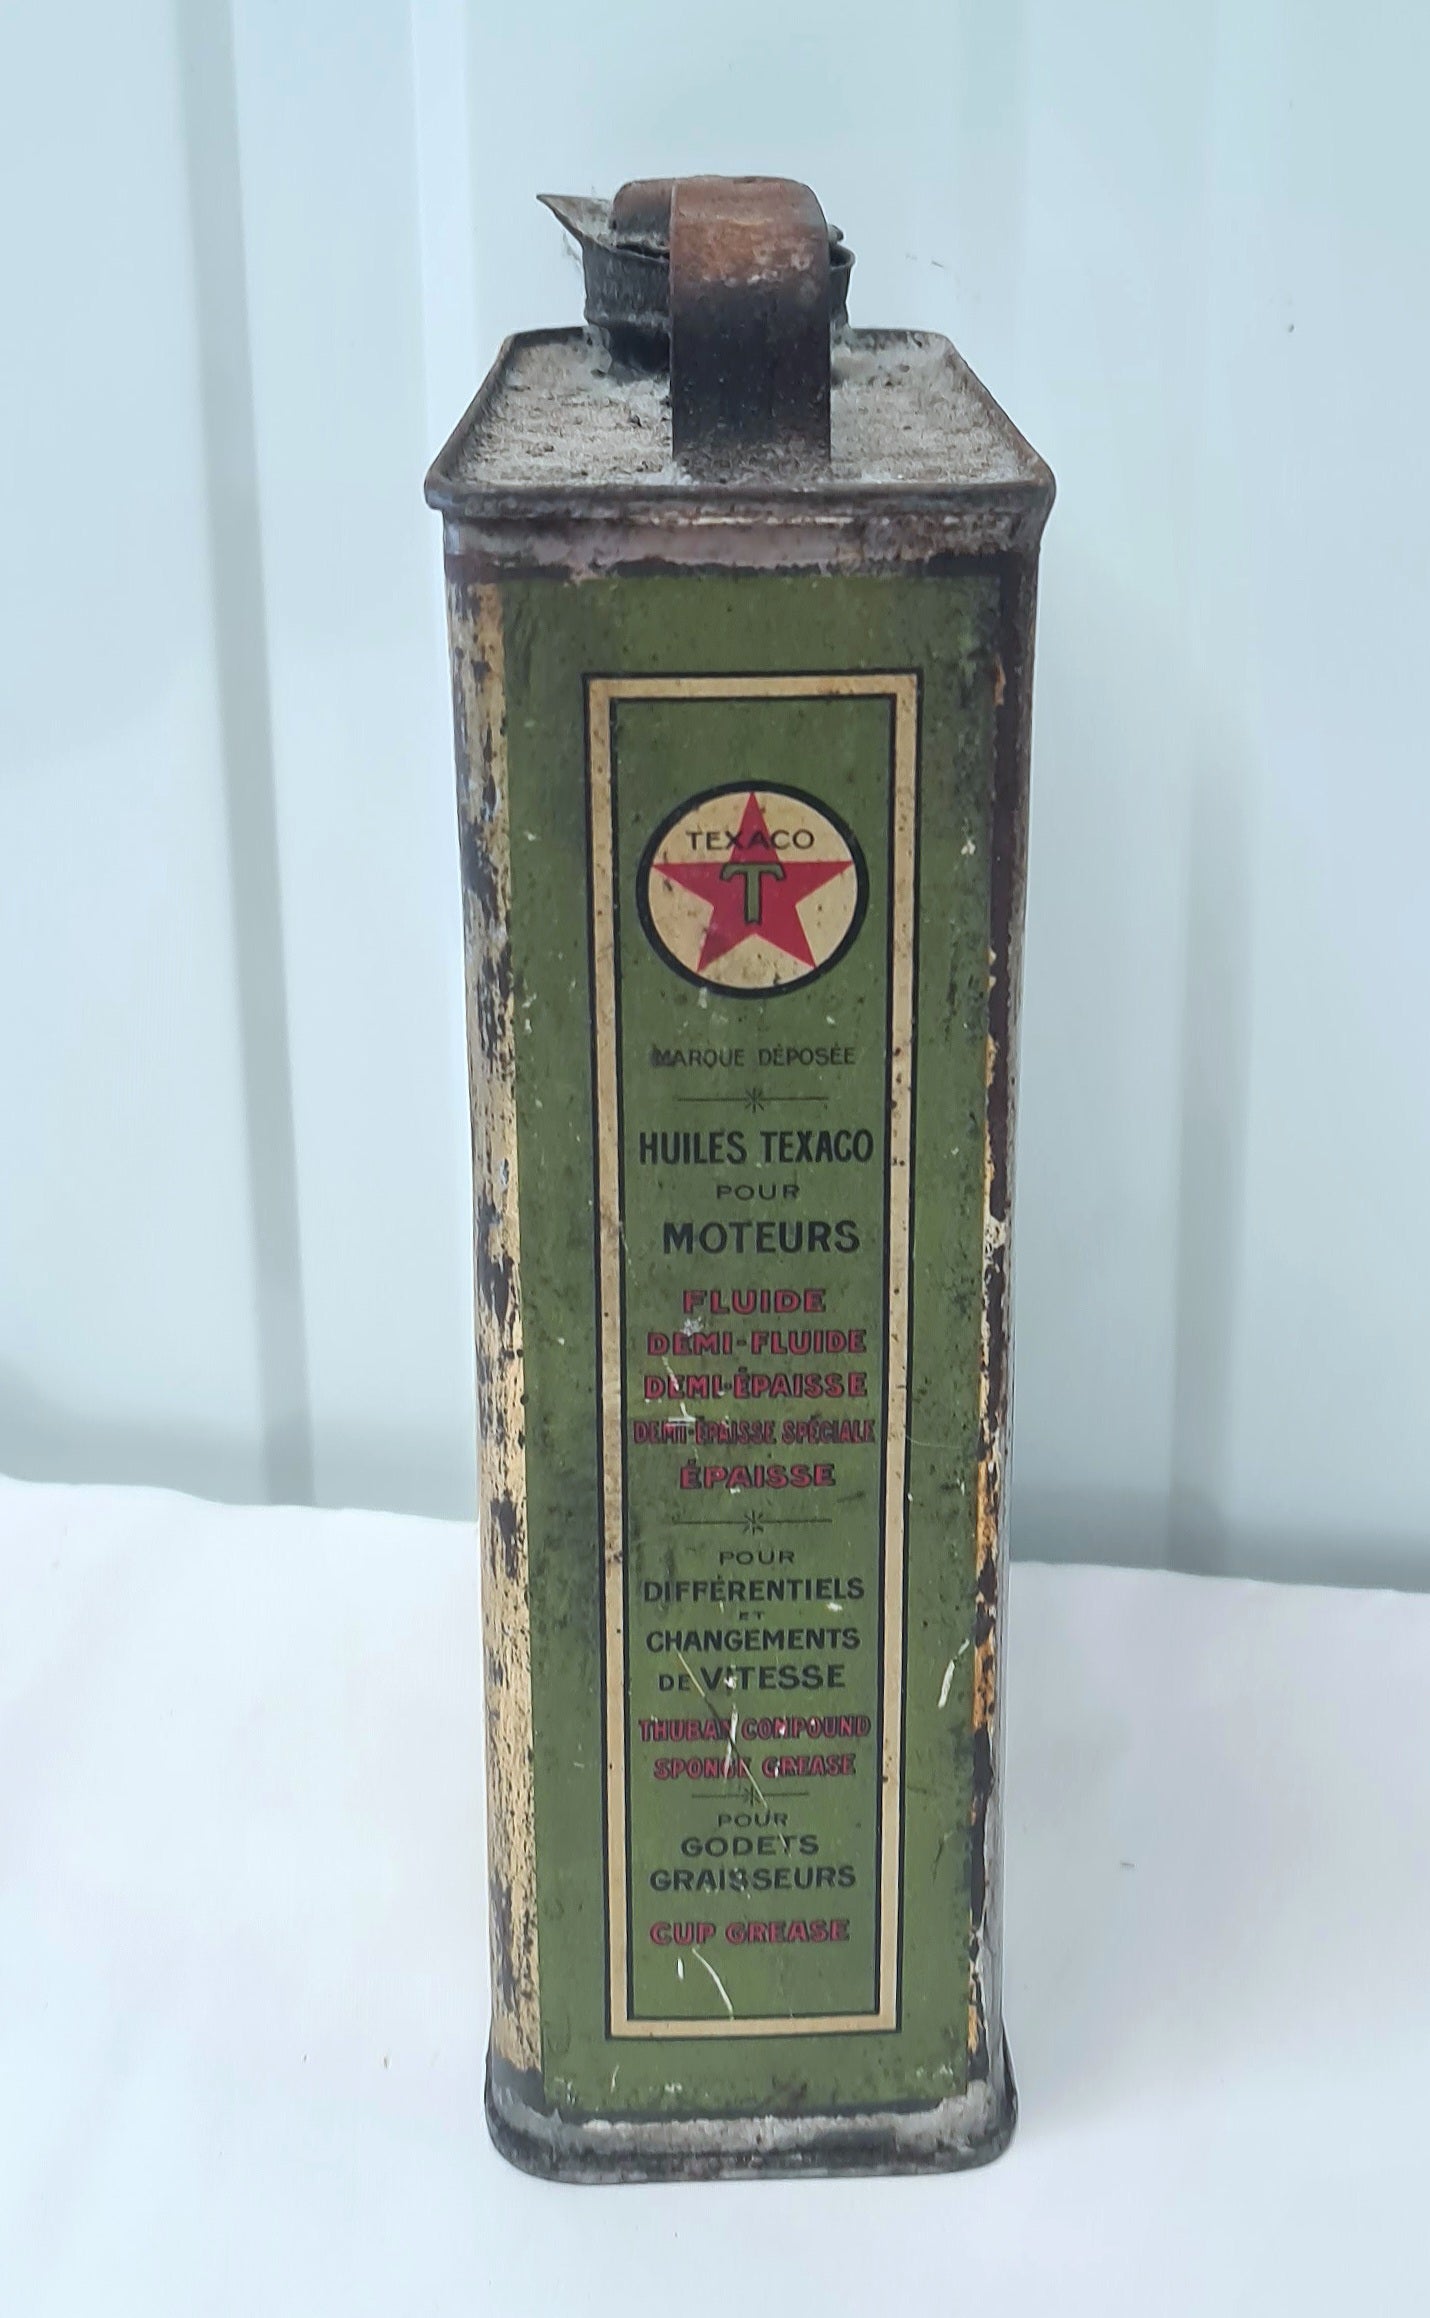 TEXACO
T
MARQUE DÉPOSÉE
HUILES TEXACO
POUR
MOTEURS
FLUIDE
DEMI-FLUIDE
DEMI-ÉPAISSE
DEMI-ÉPAISSE SPÉCIALE
ÉPAISSE
POUR
DIFFÉRENTIELS
ET
CHANGEMENTS
DE VITESSE
THUBAN COMPOUND
SPONGE GREASE
POUR
GODETS
GRAISSEURS
CUP GREASE